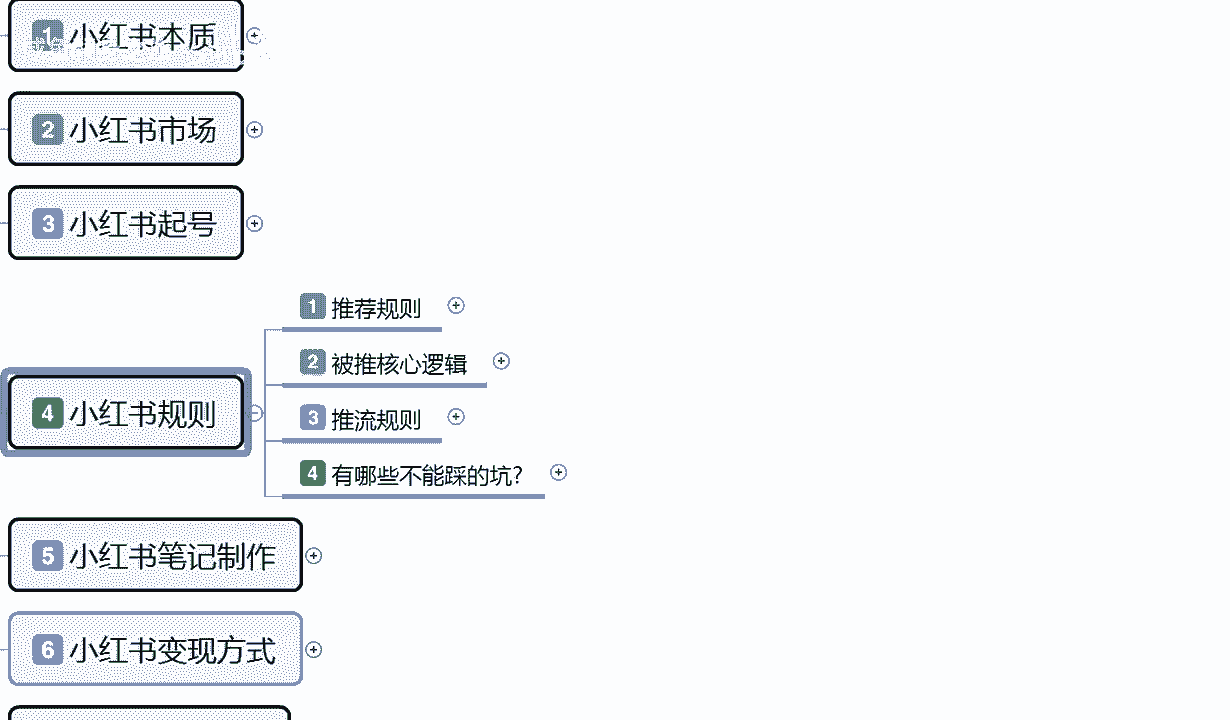 1 小红书本质
2 小红书市场
3 小红书起号
4 小红书规则
1 推荐规则
2 被推核心逻辑
3 推流规则
4 有哪些不能踩的坑?
5 小红书笔记制作
6 小红书变现方式